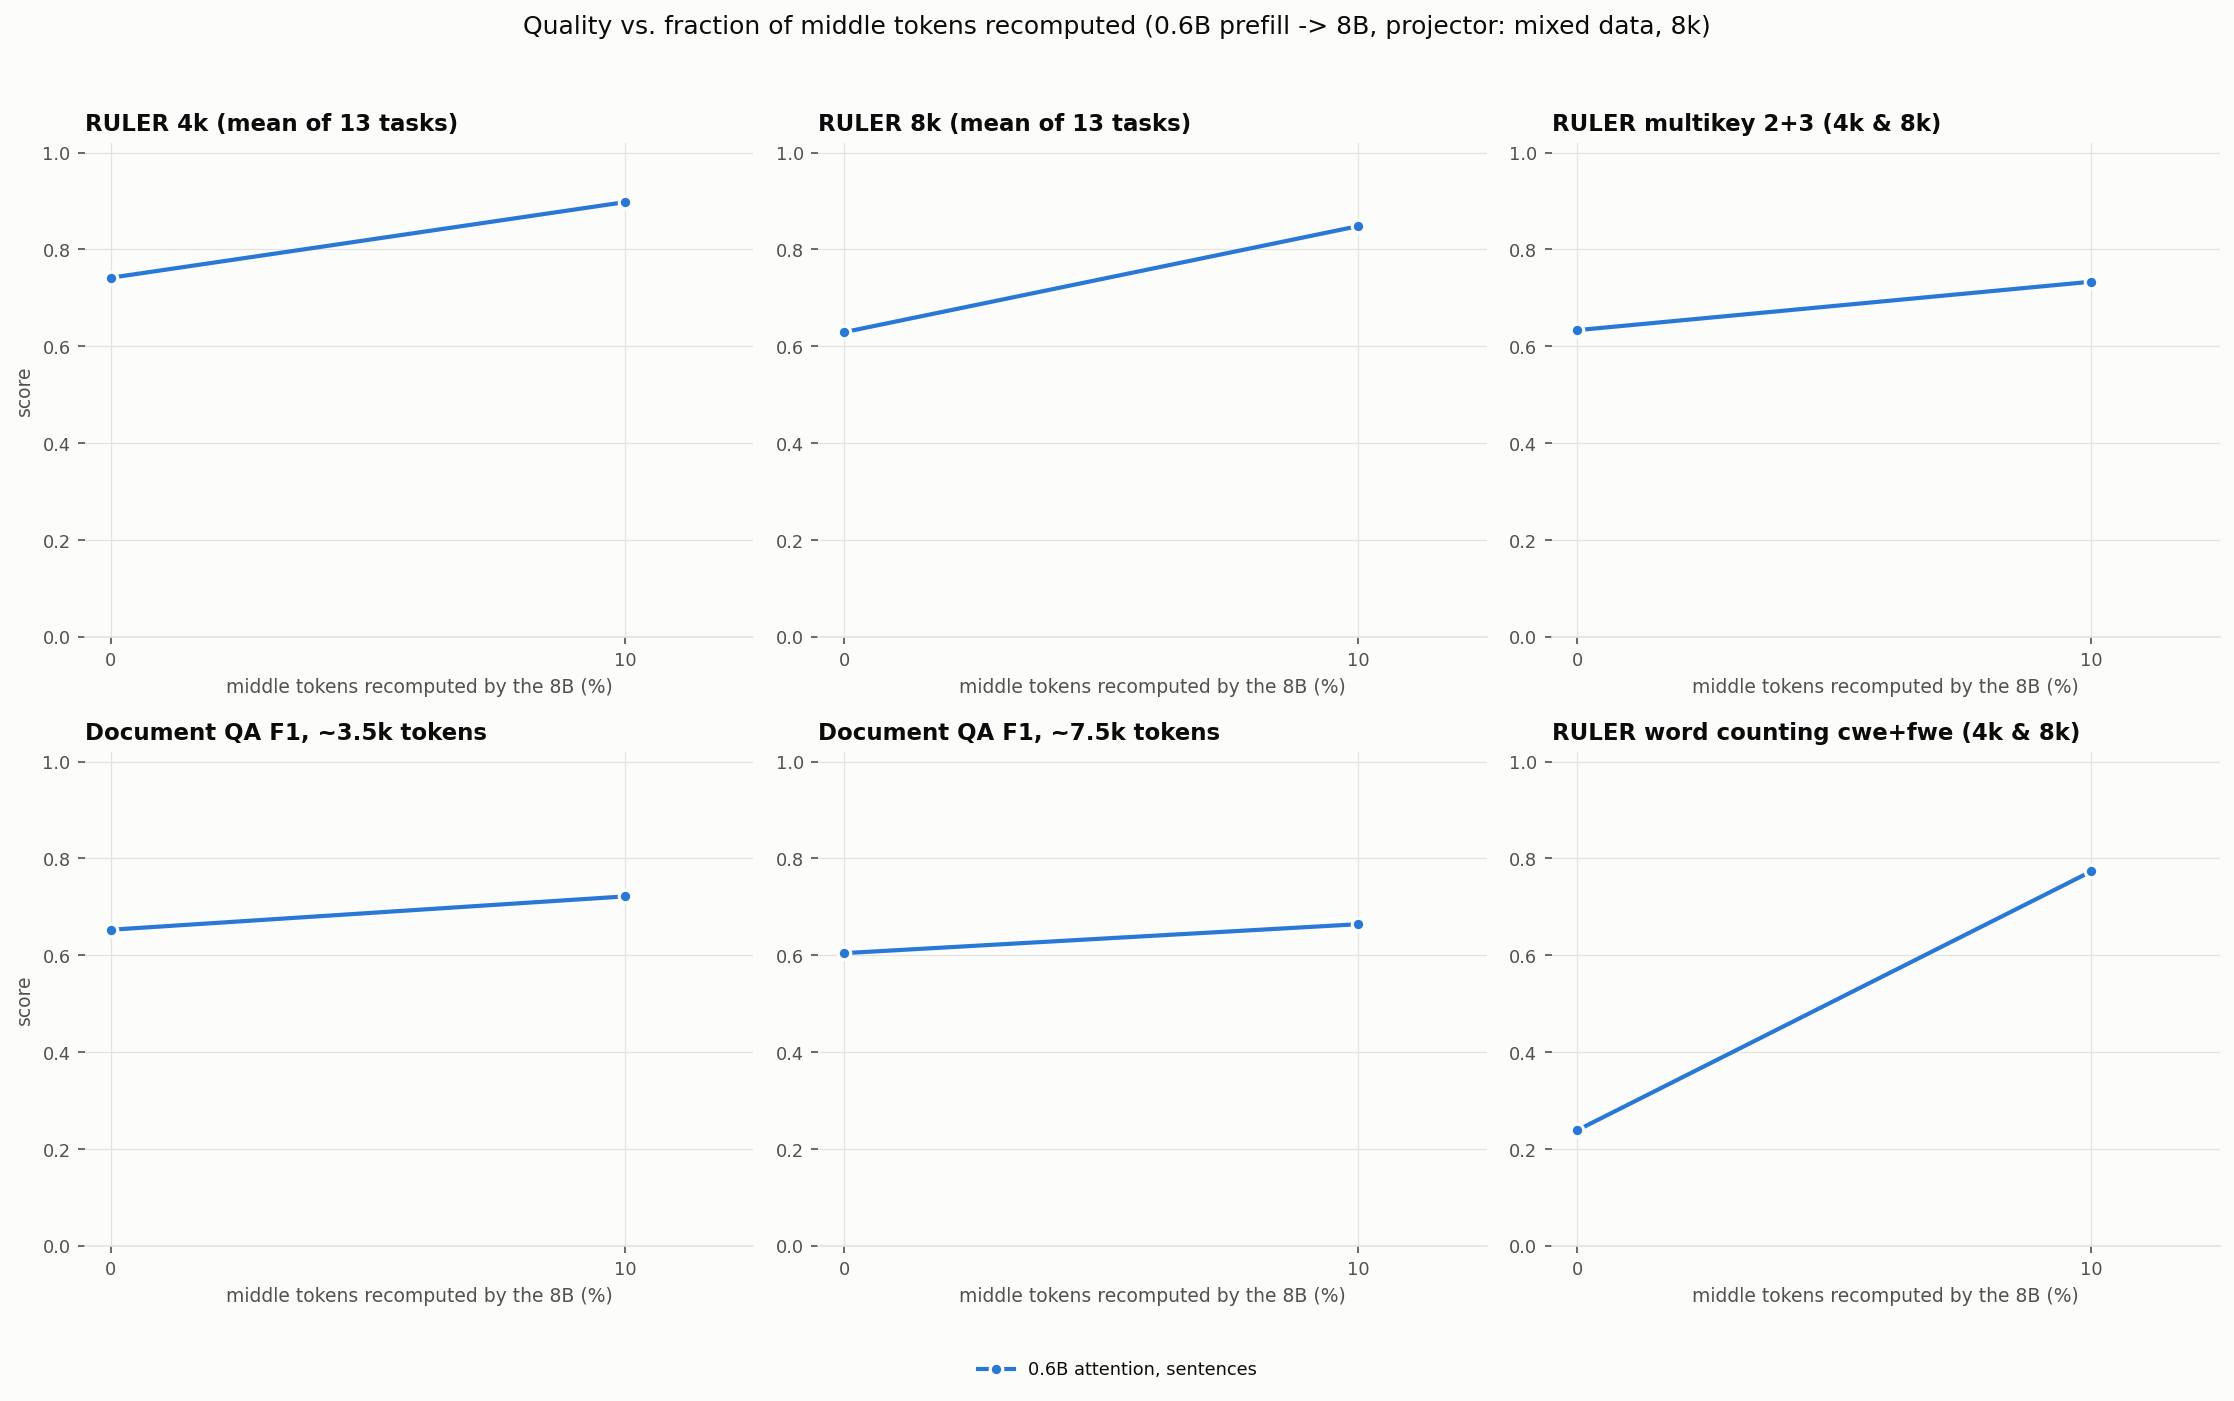 Quality vs. fraction of middle tokens recomputed (0.6B prefill -> 8B, projector: mixed data, 8k)
RULER 4k (mean of 13 tasks)
1.0
0.8
0.6
0.4
0.2
0.0
score
0 10
middle tokens recomputed by the 8B (%)
RULER 8k (mean of 13 tasks)
1.0
0.8
0.6
0.4
0.2
0.0
0 10
middle tokens recomputed by the 8B (%)
RULER multikey 2+3 (4k & 8k)
1.0
0.8
0.6
0.4
0.2
0.0
0 10
middle tokens recomputed by the 8B (%)
Document QA F1, ~3.5k tokens
1.0
0.8
0.6
0.4
0.2
0.0
score
0 10
middle tokens recomputed by the 8B (%)
Document QA F1, ~7.5k tokens
1.0
0.8
0.6
0.4
0.2
0.0
0 10
middle tokens recomputed by the 8B (%)
RULER word counting cwe+fwe (4k & 8k)
1.0
0.8
0.6
0.4
0.2
0.0
0 10
middle tokens recomputed by the 8B (%)
0.6B attention, sentences